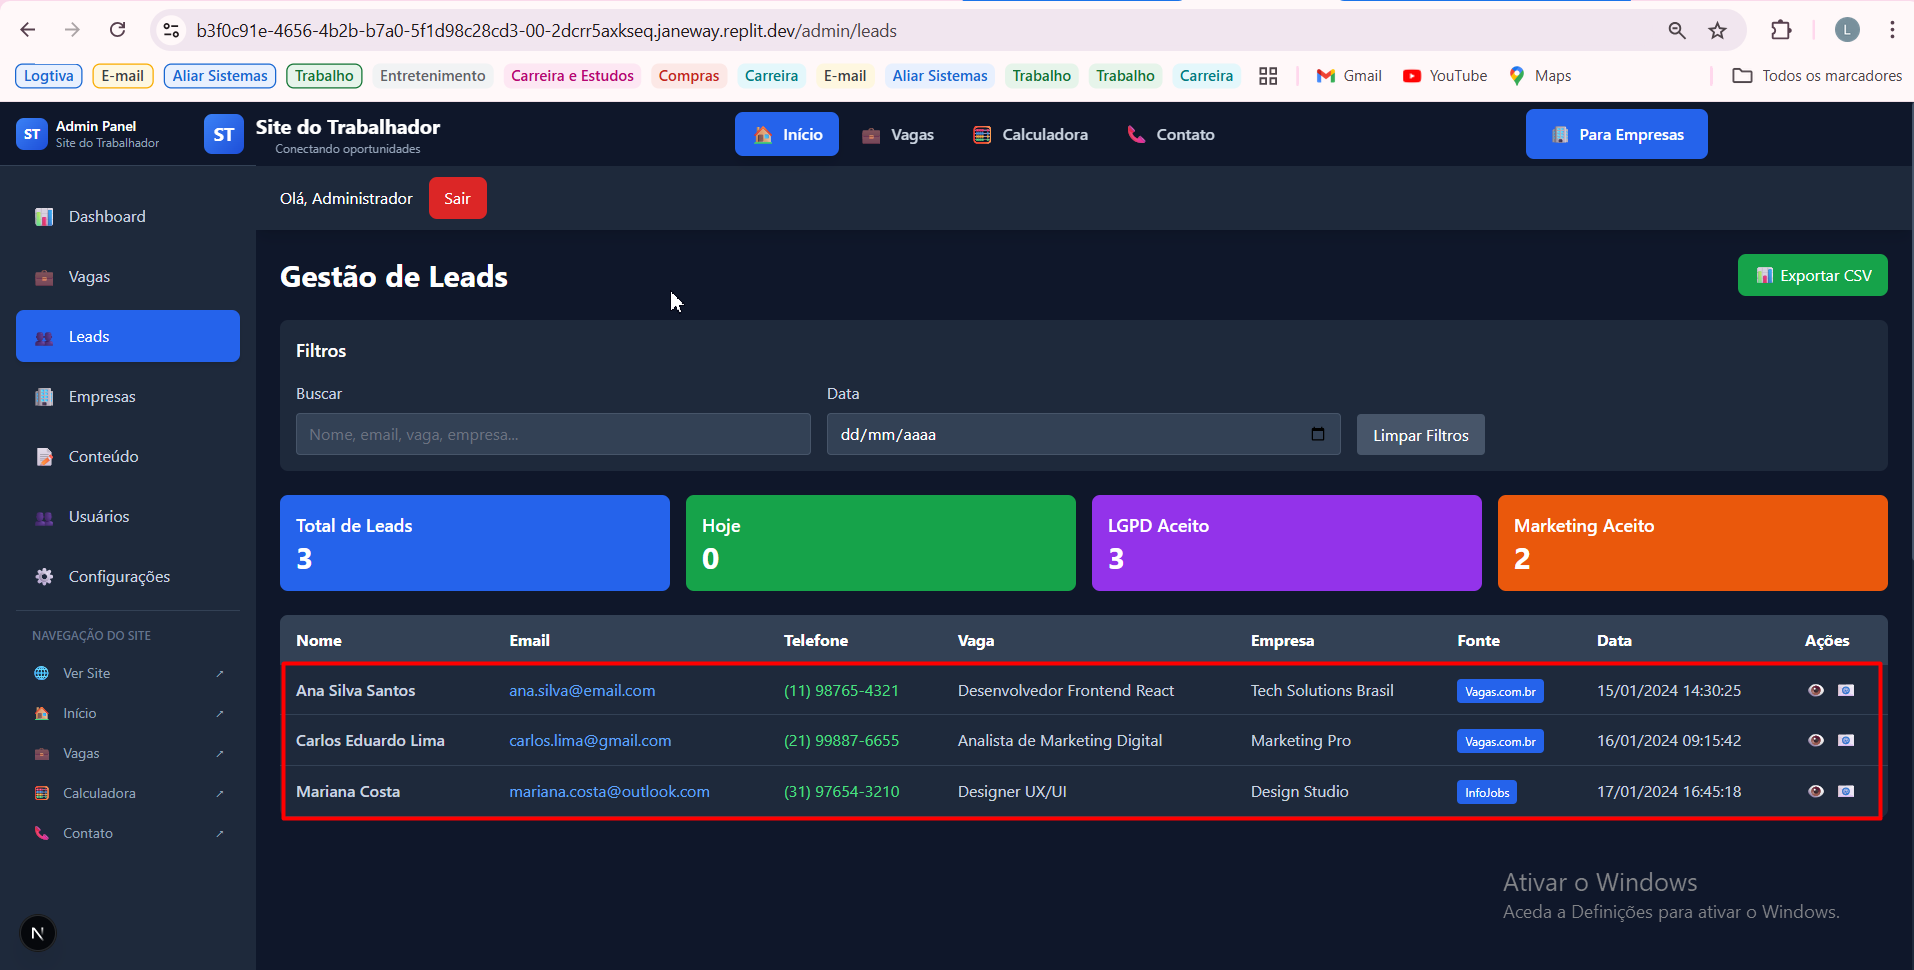 b3f0c91e-4656-4b2b-b7a0-5f1d98c28cd3-00-2dcrr5axkseq.janeway.replit.dev/admin/leads
L
Logtiva E-mail Aliar Sistemas Trabalho Entretenimento Carreira e Estudos Compras Carreira E-mail Aliar Sistemas Trabalho Trabalho Carreira Gmail YouTube Maps Todos os marcadores
ST Admin Panel
Site do Trabalhador
ST Site do Trabalhador
Conectando oportunidades
Início Vagas Calculadora Contato Para Empresas
Olá, Administrador Sair
Dashboard
Vagas
Leads
Empresas
Conteúdo
Usuários
Configurações
NAVEGAÇÃO DO SITE
Ver Site
Início
Vagas
Calculadora
Contato
N
Gestão de Leads Exportar CSV
Filtros
Buscar Data
Nome, email, vaga, empresa... dd/mm/aaaa Limpar Filtros
Total de Leads
3
Hoje
0
LGPD Aceito
3
Marketing Aceito
2
Nome Email Telefone Vaga Empresa Fonte Data Ações
Ana Silva Santos ana.silva@email.com (11) 98765-4321 Desenvolvedor Frontend React Tech Solutions Brasil Vagas.com.br 15/01/2024 14:30:25
Carlos Eduardo Lima carlos.lima@gmail.com (21) 99887-6655 Analista de Marketing Digital Marketing Pro Vagas.com.br 16/01/2024 09:15:42
Mariana Costa mariana.costa@outlook.com (31) 97654-3210 Designer UX/UI Design Studio InfoJobs 17/01/2024 16:45:18
Ativar o Windows
Aceda a Definições para ativar o Windows.